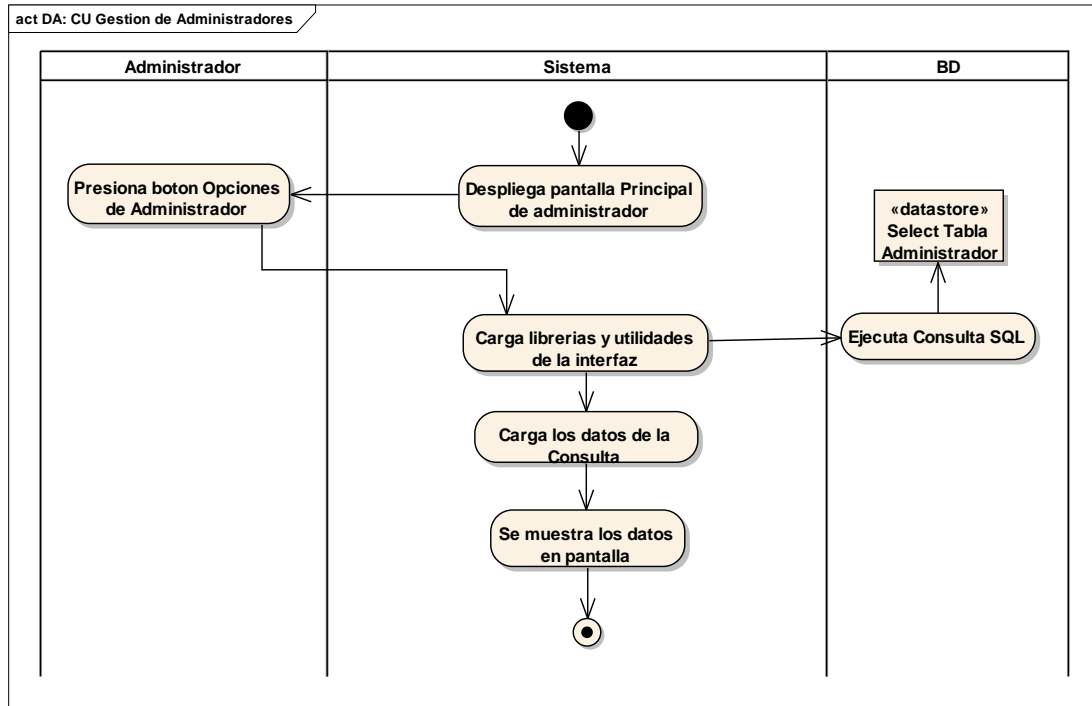 act DA: CU Gestion de Administradores
Administrador
Sistema
BD
Presiona boton Opciones
de Administrador
Despliega pantalla Principal
de administrador
«datastore»
Select Tabla
Administrador
Carga librerias y utilidades
de la interfaz
Ejecuta Consulta SQL
Carga los datos de la
Consulta
Se muestra los datos
en pantalla